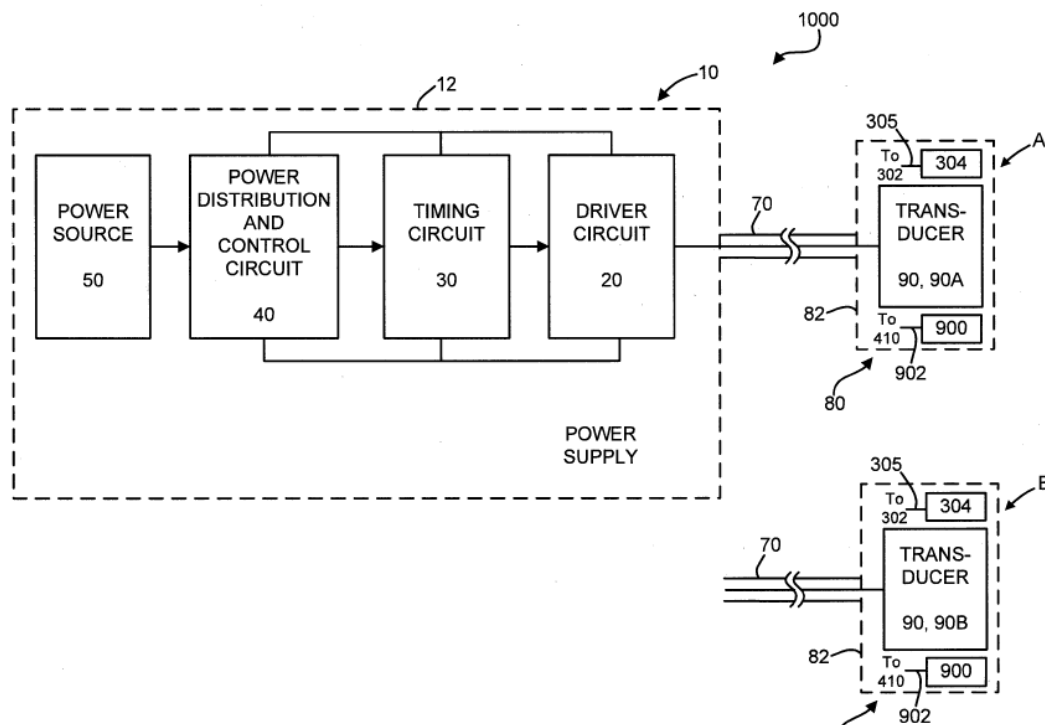 1000
12
10
POWER
SOURCE
50
POWER
DISTRIBUTION
AND
CONTROL
CIRCUIT
40
TIMING
CIRCUIT
30
DRIVER
CIRCUIT
20
POWER
SUPPLY
70
305
A
To
302
304
TRANS-
DUCER
90, 90A
82
To
410
900
902
80
305
To
302
304
70
TRANS-
DUCER
90, 90B
82
To
410
900
902